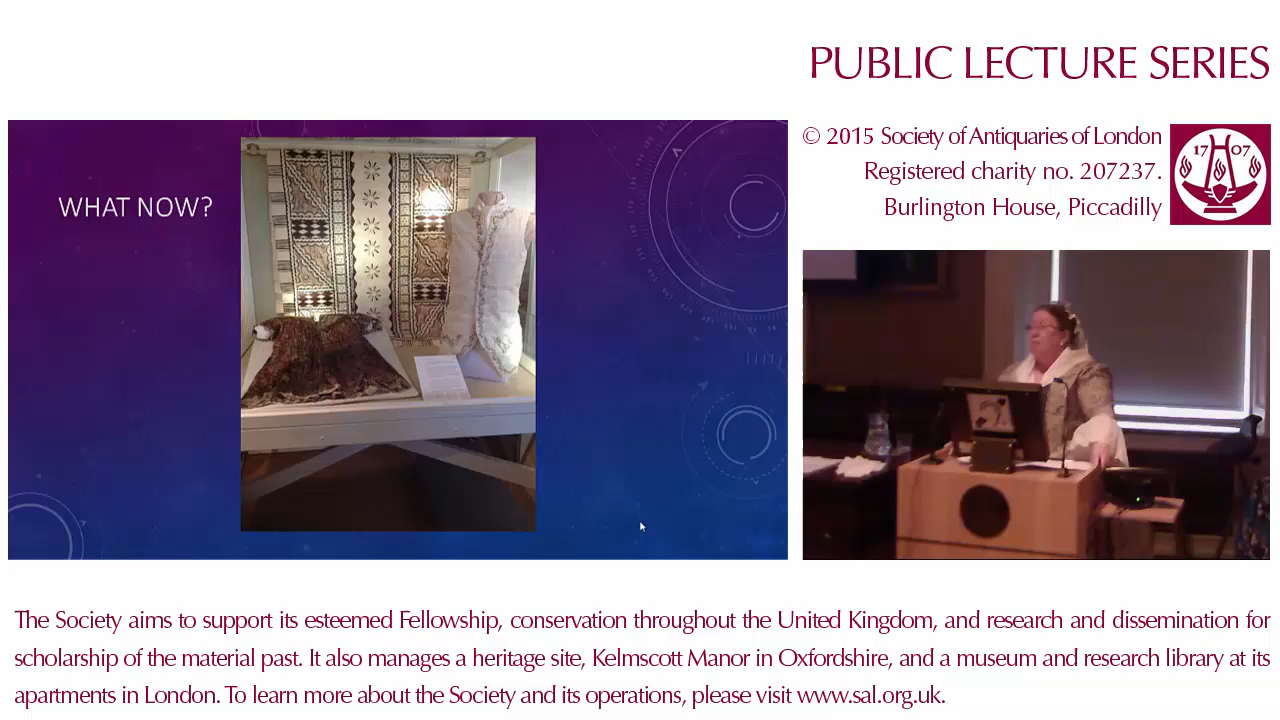 PUBLIC LECTURE SERIES
WHAT NOW?
© 2015 Society of Antiquaries of London
Registered charity no. 207237.
Burlington House, Piccadilly
17 07
The Society aims to support its esteemed Fellowship, conservation throughout the United Kingdom, and research and dissemination for
scholarship of the material past. It also manages a heritage site, Kelmscott Manor in Oxfordshire, and a museum and research library at its
apartments in London. To learn more about the Society and its operations, please visit www.sal.org.uk.